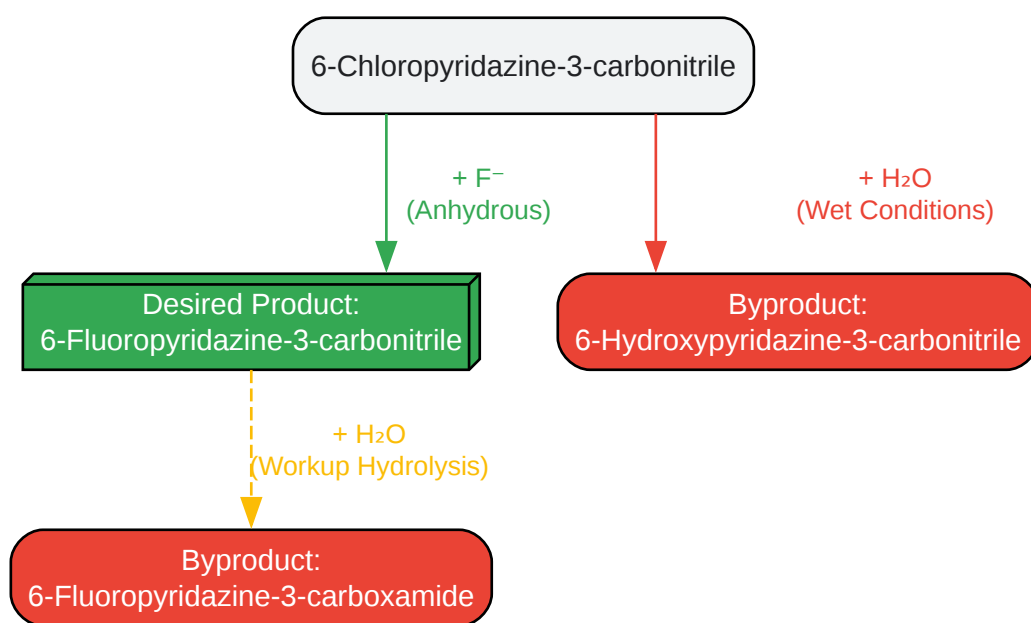 6-Chloropyridazine-3-carbonitrile
+ F⁻
(Anhydrous)
+ H₂O
(Wet Conditions)
Desired Product:
6-Fluoropyridazine-3-carbonitrile
Byproduct:
6-Hydroxypyridazine-3-carbonitrile
+ H₂O
(Workup Hydrolysis)
Byproduct:
6-Fluoropyridazine-3-carboxamide